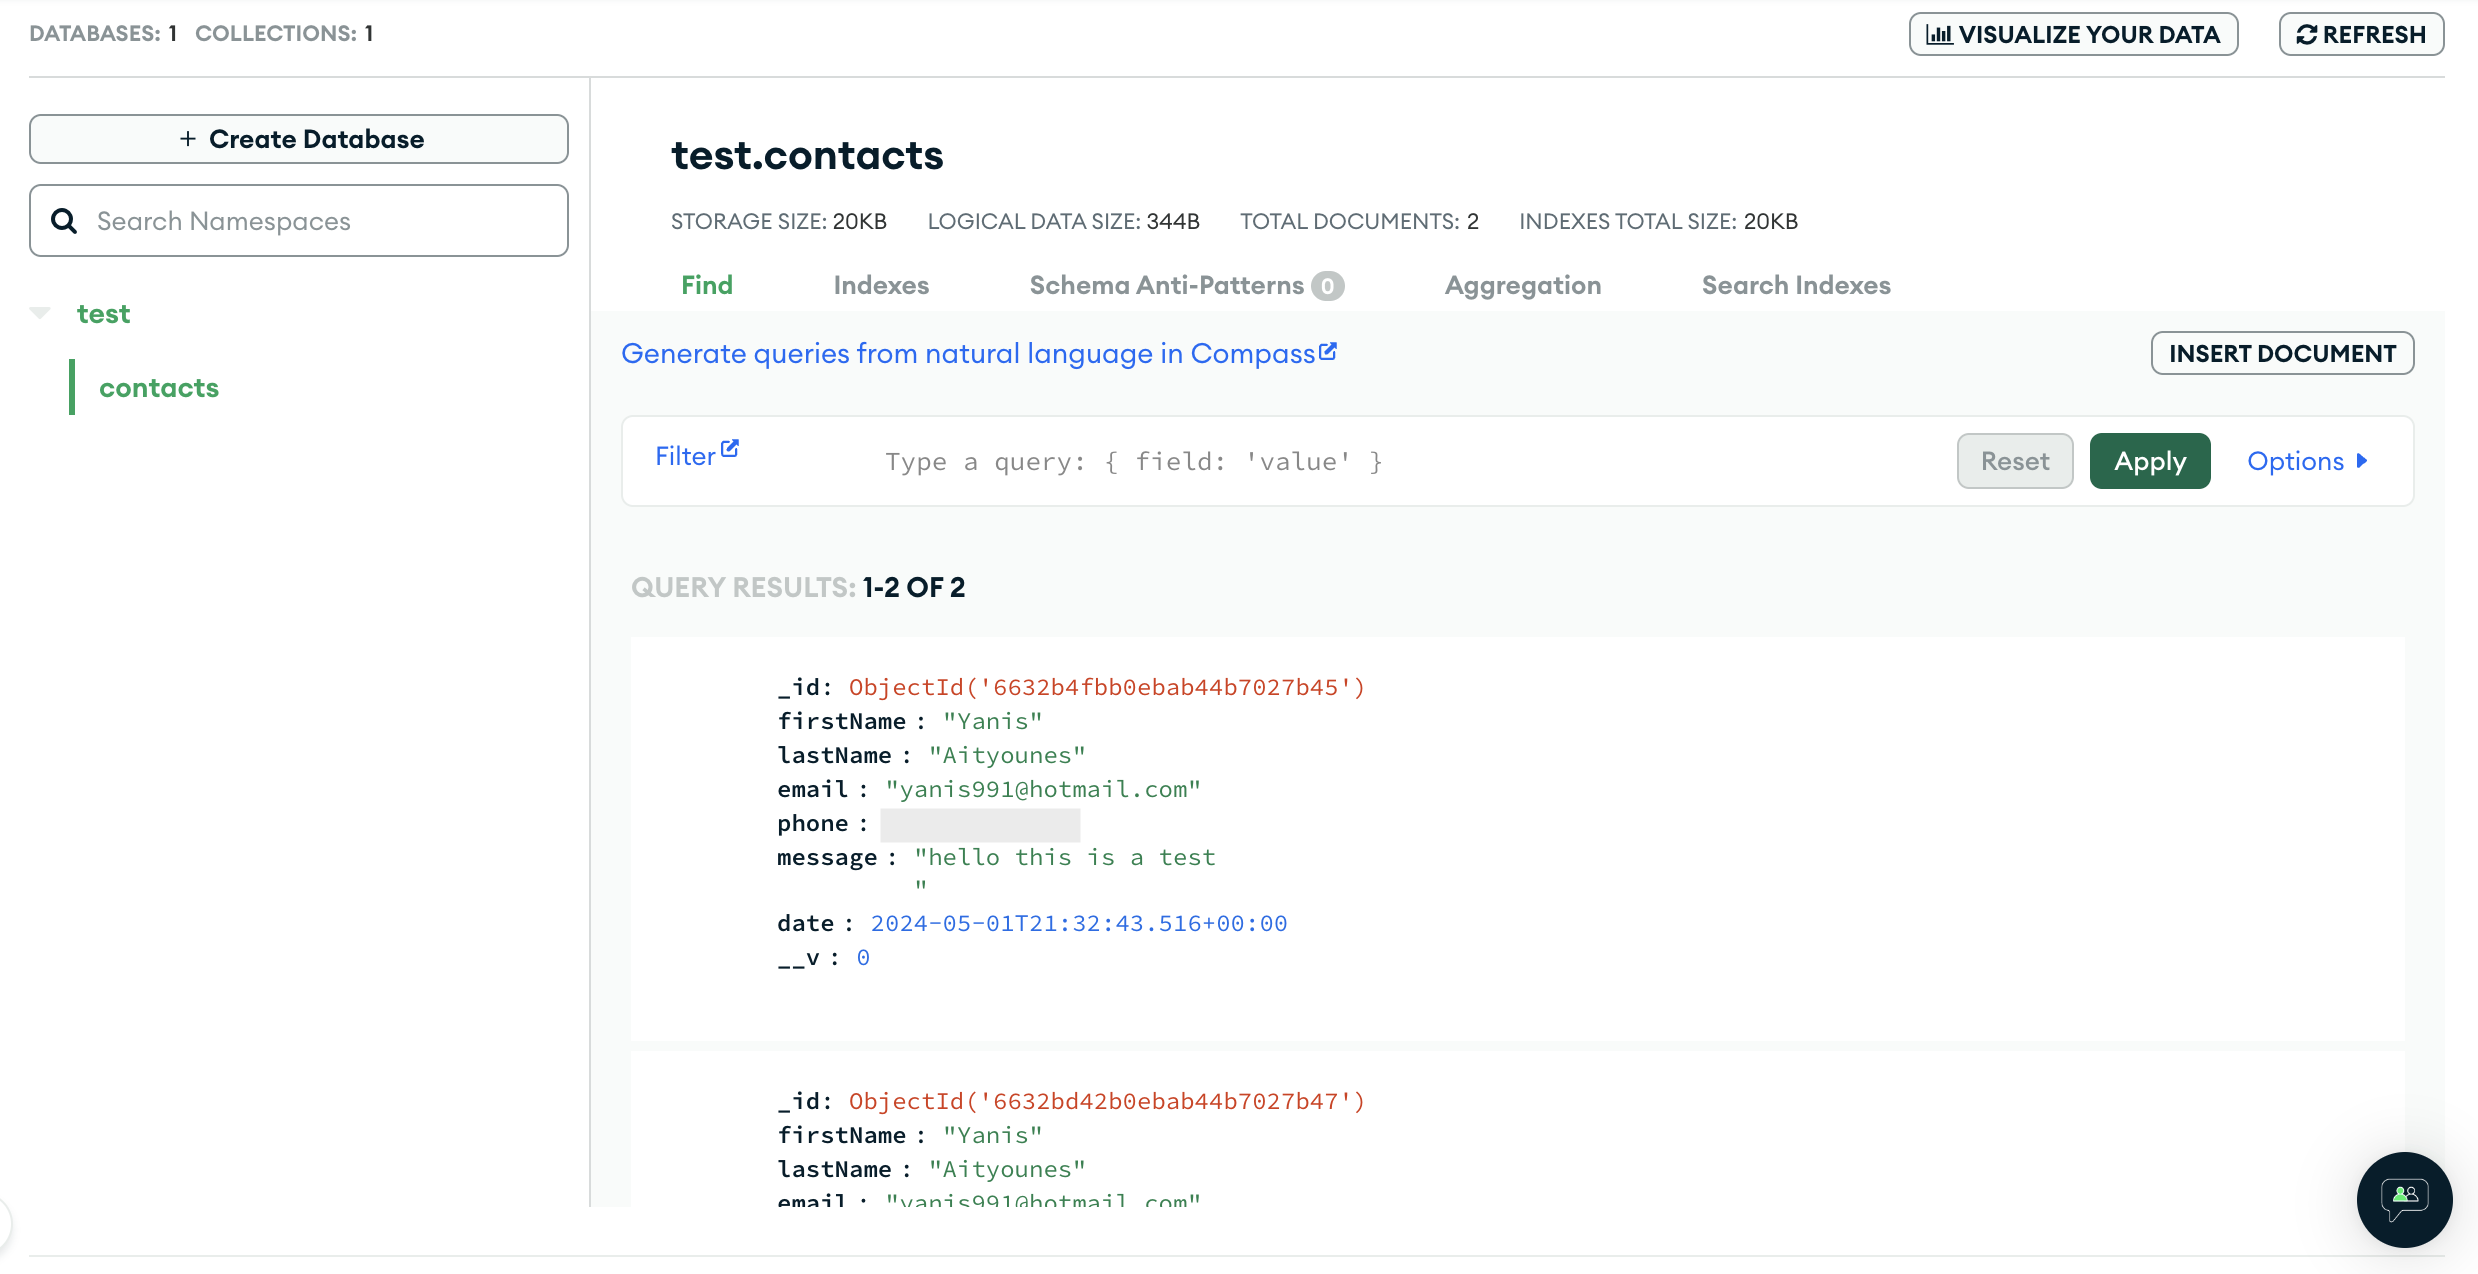 DATABASES: 1 COLLECTIONS: 1
VISUALIZE YOUR DATA
REFRESH
+ Create Database
Search Namespaces
test
contacts
test.contacts
STORAGE SIZE: 20KB LOGICAL DATA SIZE: 344B TOTAL DOCUMENTS: 2 INDEXES TOTAL SIZE: 20KB
Find Indexes Schema Anti-Patterns 0 Aggregation Search Indexes
Generate queries from natural language in Compass
INSERT DOCUMENT
Filter
Type a query: { field: 'value' }
Reset
Apply
Options
QUERY RESULTS: 1-2 OF 2
_id: ObjectId('6632b4fbb0ebab44b7027b45')
firstName : "Yanis"
lastName : "Aityounes"
email : "yanis991@hotmail.com"
phone :
message : "hello this is a test
"
date : 2024-05-01T21:32:43.516+00:00
__v : 0
_id: ObjectId('6632bd42b0ebab44b7027b47')
firstName : "Yanis"
lastName : "Aityounes"
email : "yanis991@hotmail.com"